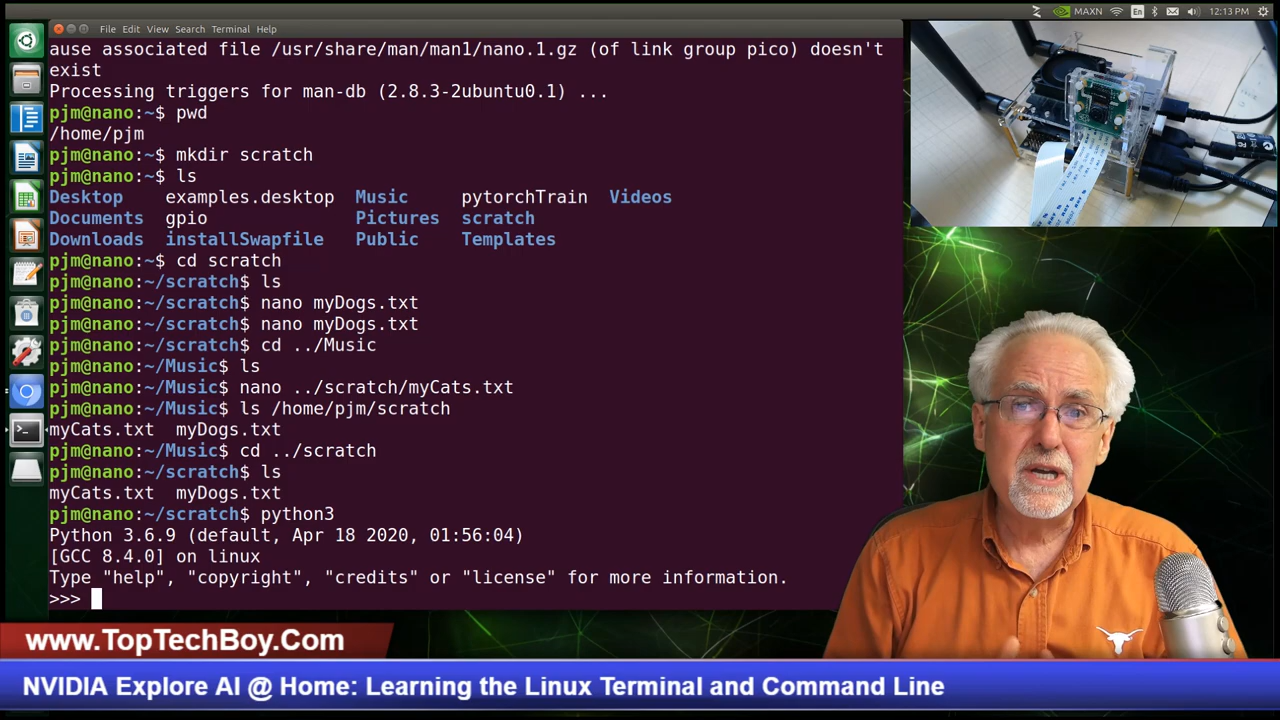 File Edit View Search Terminal Help
MAXN En 12:13 PM
ause associated file /usr/share/man/man1/nano.1.gz (of link group pico) doesn't
exist
Processing triggers for man-db (2.8.3-2ubuntu0.1) ...
pjm@nano:~$ pwd
/home/pjm
pjm@nano:~$ mkdir scratch
pjm@nano:~$ ls
Desktop examples.desktop Music pytorchTrain Videos
Documents gpio Pictures scratch
Downloads installSwapfile Public Templates
pjm@nano:~$ cd scratch
pjm@nano:~/scratch$ ls
pjm@nano:~/scratch$ nano myDogs.txt
pjm@nano:~/scratch$ nano myDogs.txt
pjm@nano:~/scratch$ cd ../Music
pjm@nano:~/Music$ ls
pjm@nano:~/Music$ nano ../scratch/myCats.txt
pjm@nano:~/Music$ ls /home/pjm/scratch
myCats.txt myDogs.txt
pjm@nano:~/Music$ cd ../scratch
pjm@nano:~/scratch$ ls
myCats.txt myDogs.txt
pjm@nano:~/scratch$ python3
Python 3.6.9 (default, Apr 18 2020, 01:56:04)
[GCC 8.4.0] on linux
Type "help", "copyright", "credits" or "license" for more information.
>>>
www.TopTechBoy.Com
NVIDIA Explore AI @ Home: Learning the Linux Terminal and Command Line